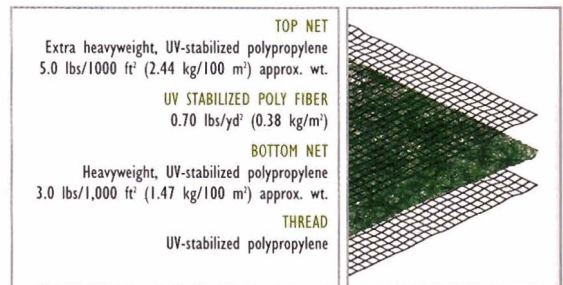 TOP NET
Extra heavyweight, UV-stabilized polypropylene
5.0 lbs/1000 ft² (2.44 kg/100 m²) approx. wt.
UV STABILIZED POLY FIBER
0.70 lbs/yd² (0.38 kg/m²)
BOTTOM NET
Heavyweight, UV-stabilized polypropylene
3.0 lbs/1,000 ft² (1.47 kg/100 m²) approx. wt.
THREAD
UV-stabilized polypropylene